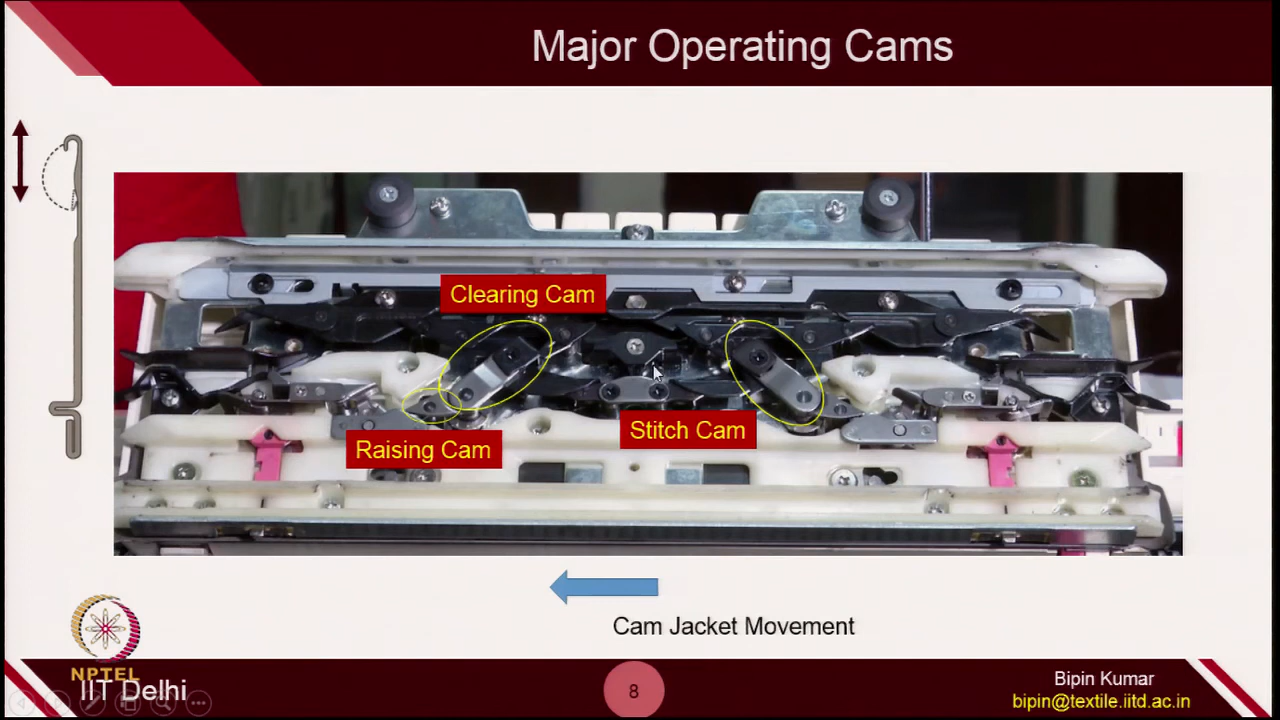 Major Operating Cams
Clearing Cam
Stitch Cam
Raising Cam
Cam Jacket Movement
NPTEL
IIT Delhi
8
Bipin Kumar
bipin@textile.iitd.ac.in